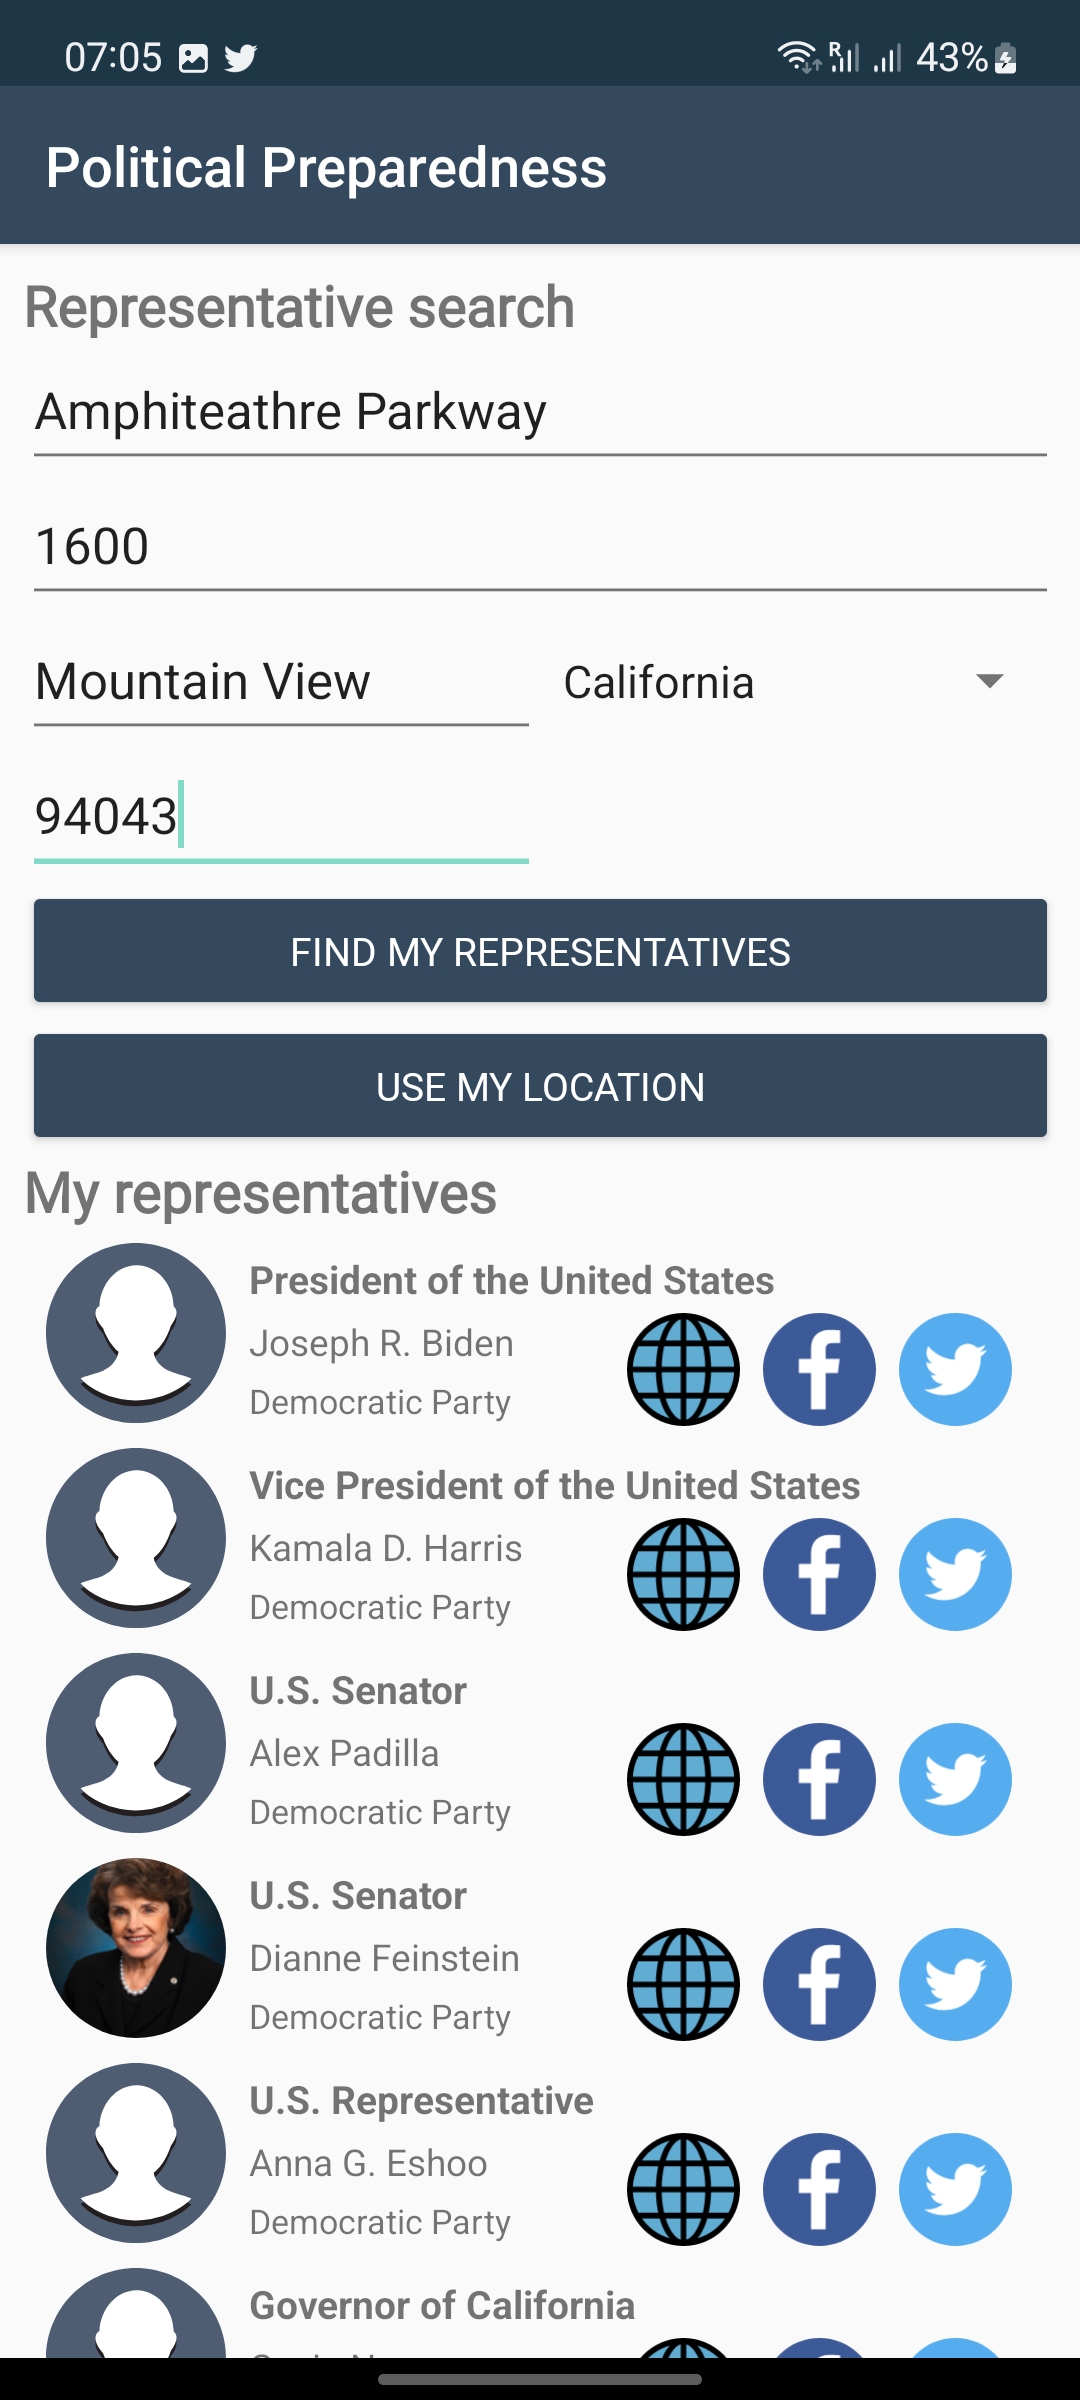 07:05 R 43%
Political Preparedness
Representative search
Amphiteathre Parkway
1600
Mountain View California
94043
FIND MY REPRESENTATIVES
USE MY LOCATION
My representatives
President of the United States
Joseph R. Biden
Democratic Party
Vice President of the United States
Kamala D. Harris
Democratic Party
U.S. Senator
Alex Padilla
Democratic Party
U.S. Senator
Dianne Feinstein
Democratic Party
U.S. Representative
Anna G. Eshoo
Democratic Party
Governor of California